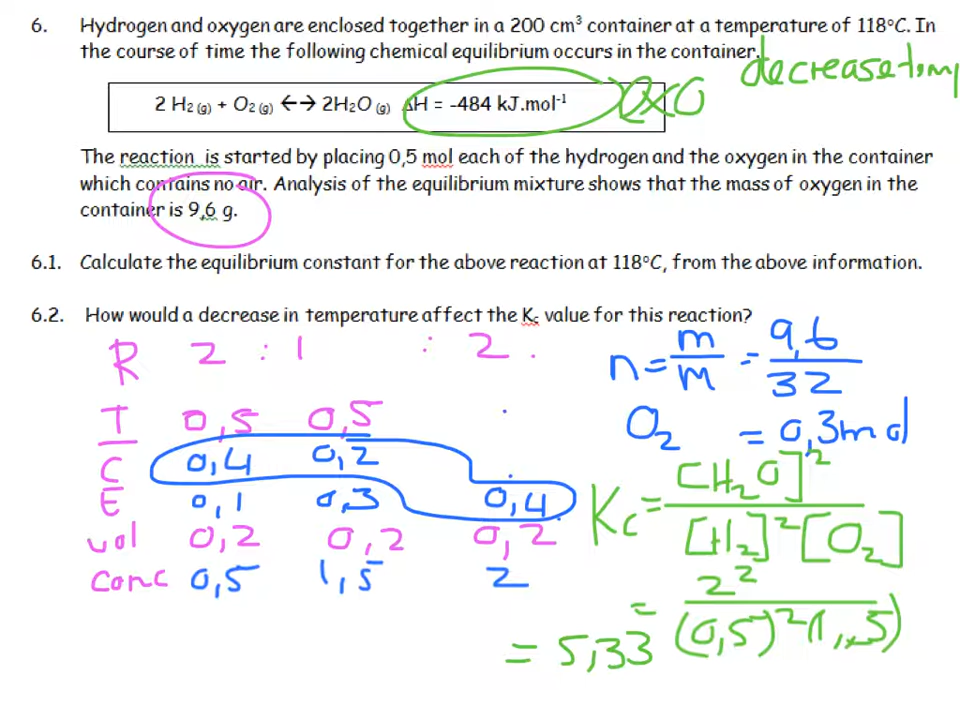 6. Hydrogen and oxygen are enclosed together in a 200 cm³ container at a temperature of 118°C. In
the course of time the following chemical equilibrium occurs in the container.
decrease temp
2 H₂ (g) + O₂ (g) ←→ 2H₂O (g) ΔH = -484 kJ.mol⁻¹
The reaction is started by placing 0,5 mol each of the hydrogen and the oxygen in the container
which contains no air. Analysis of the equilibrium mixture shows that the mass of oxygen in the
container is 9,6 g.
6.1. Calculate the equilibrium constant for the above reaction at 118°C, from the above information.
6.2. How would a decrease in temperature affect the Kc value for this reaction?
R 2 : 1 : 2 .
I 0,5 0,5
C 0,4 0,2
E 0,1 0,3 0,4
vol 0,2 0,2 0,2
conc 0,5 1,5 2
n = m/M = 9,6/32
O₂ = 0,3mol
Kc = [H₂O]²/[H₂]²[O₂]
= 2²/(0,5)²(1,5)
= 5,33